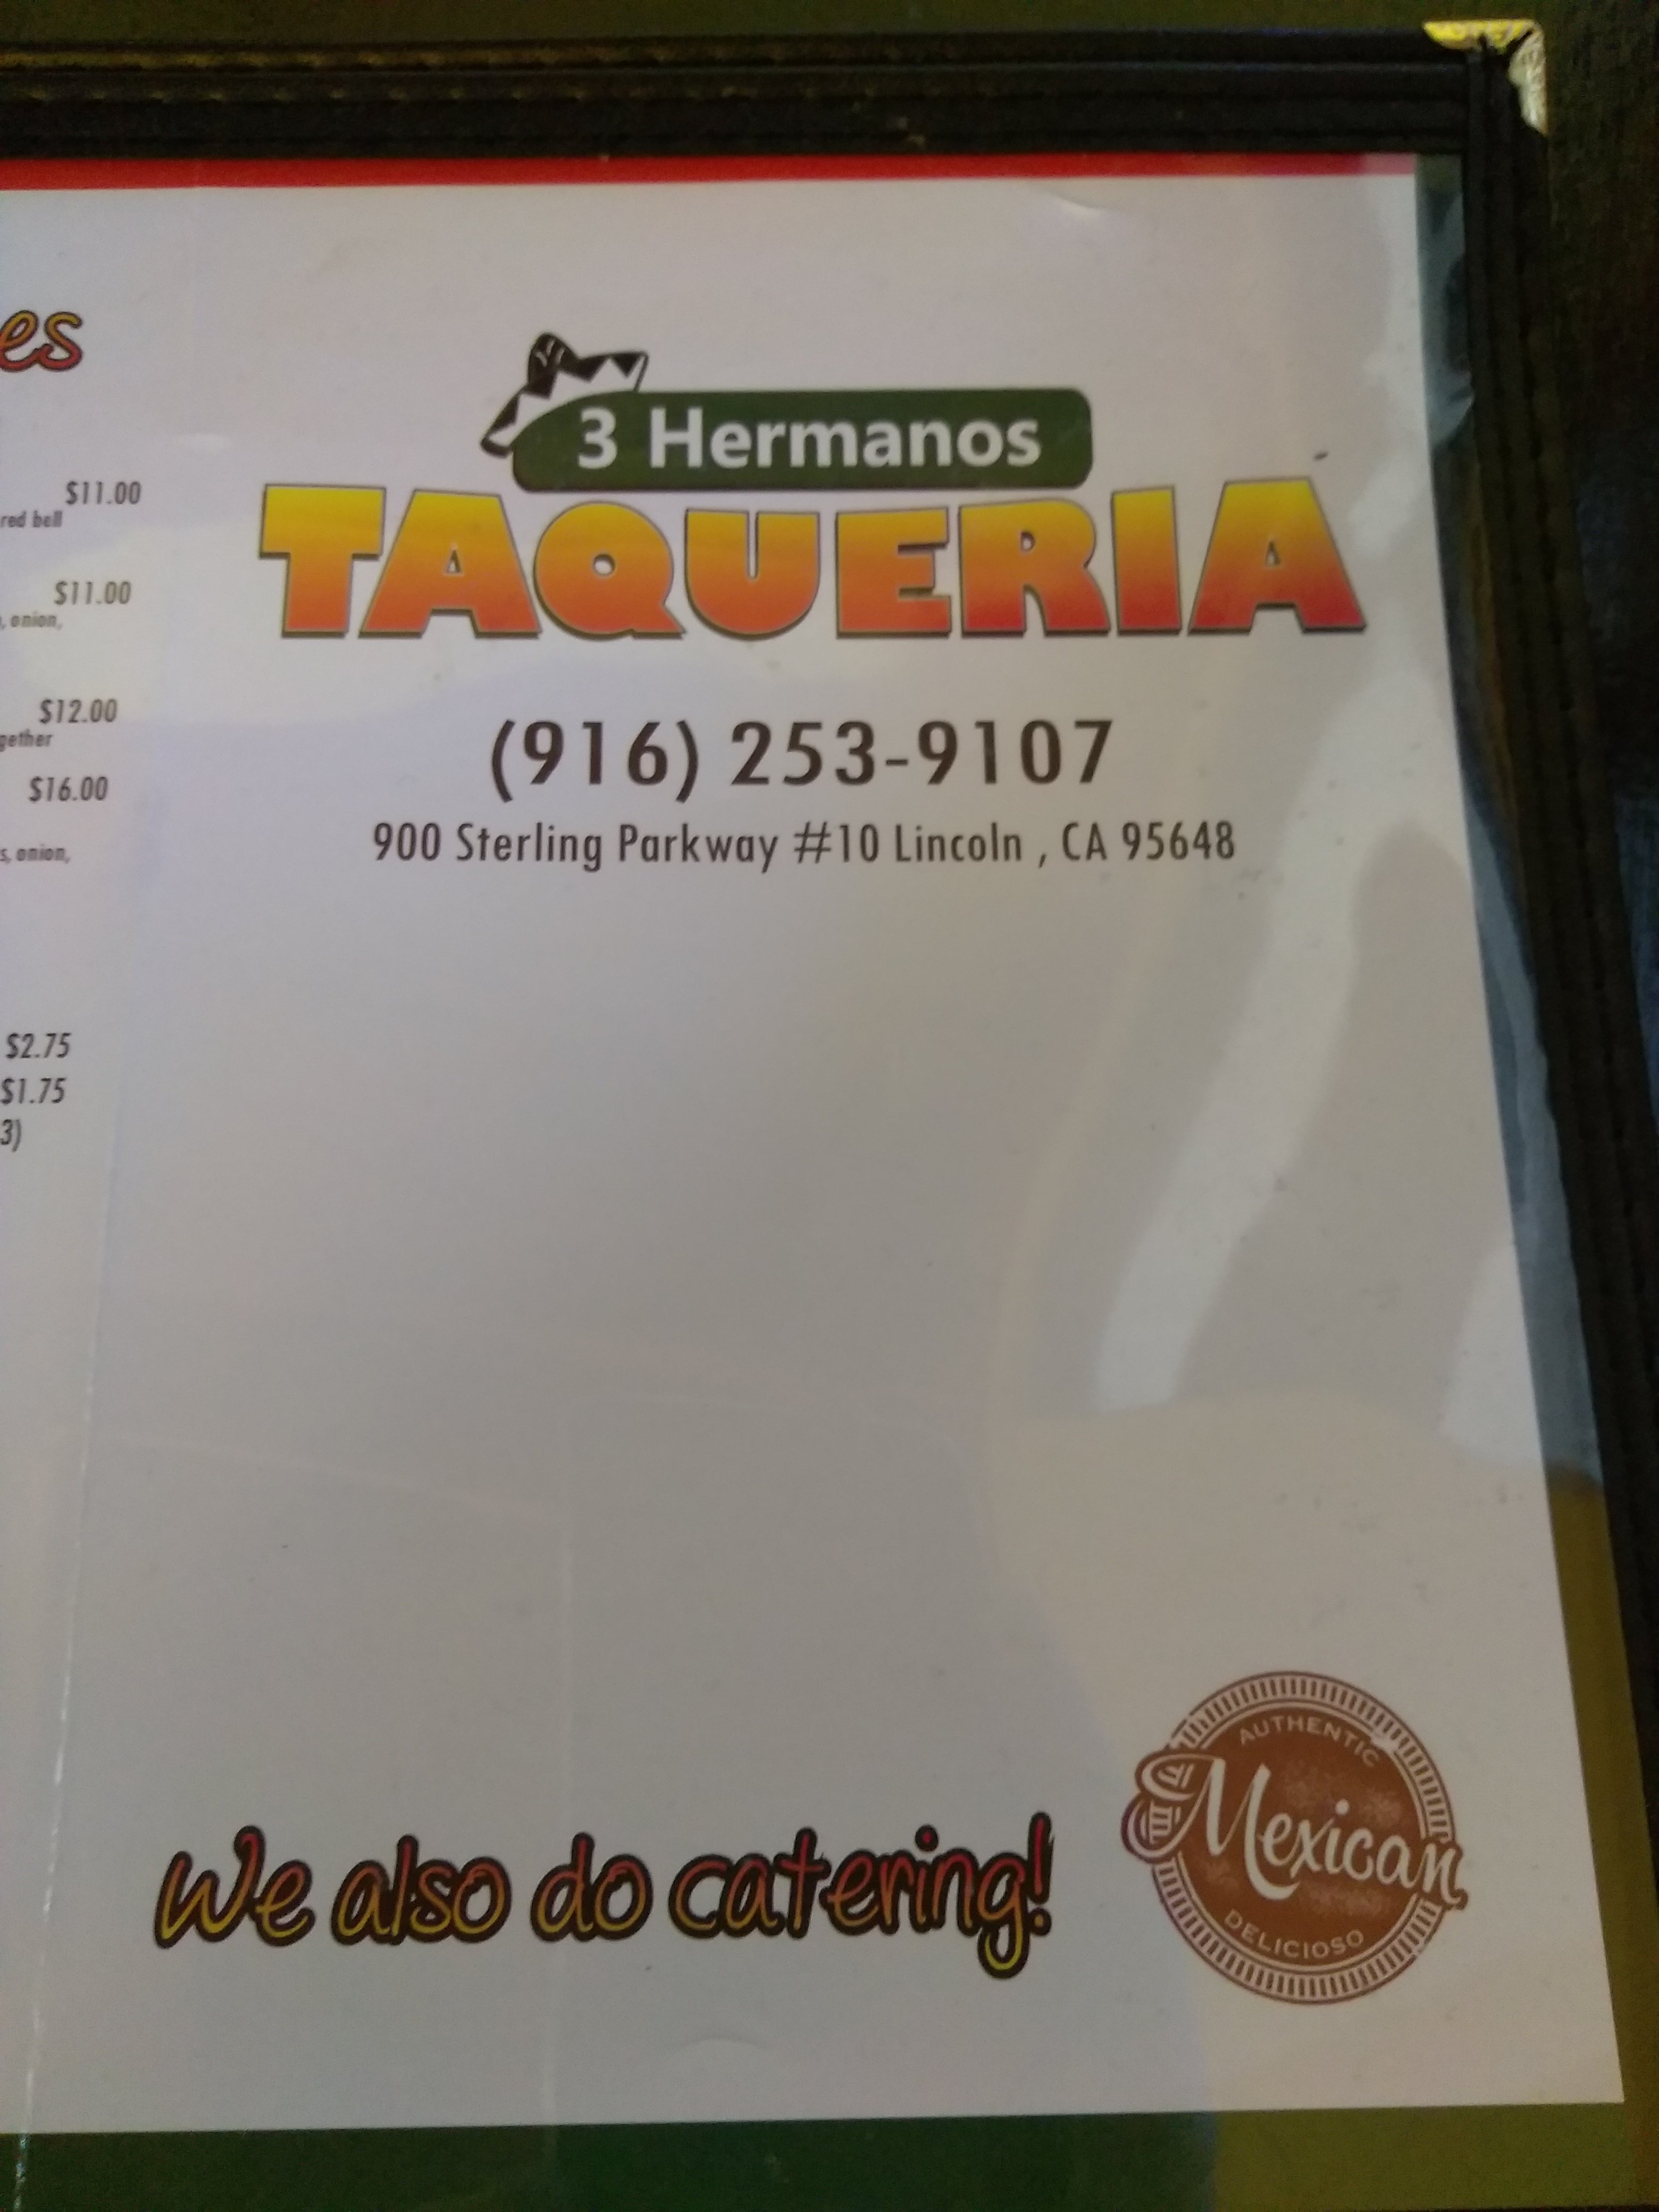 es
$11.00
red bell
$11.00
, onion,
$12.00
gether
$16.00
s, onion,
$2.75
$1.75
3)
3 Hermanos
TAQUERIA
(916) 253-9107
900 Sterling Parkway #10 Lincoln , CA 95648
We also do catering!
AUTHENTIC
Mexican
DELICIOSO